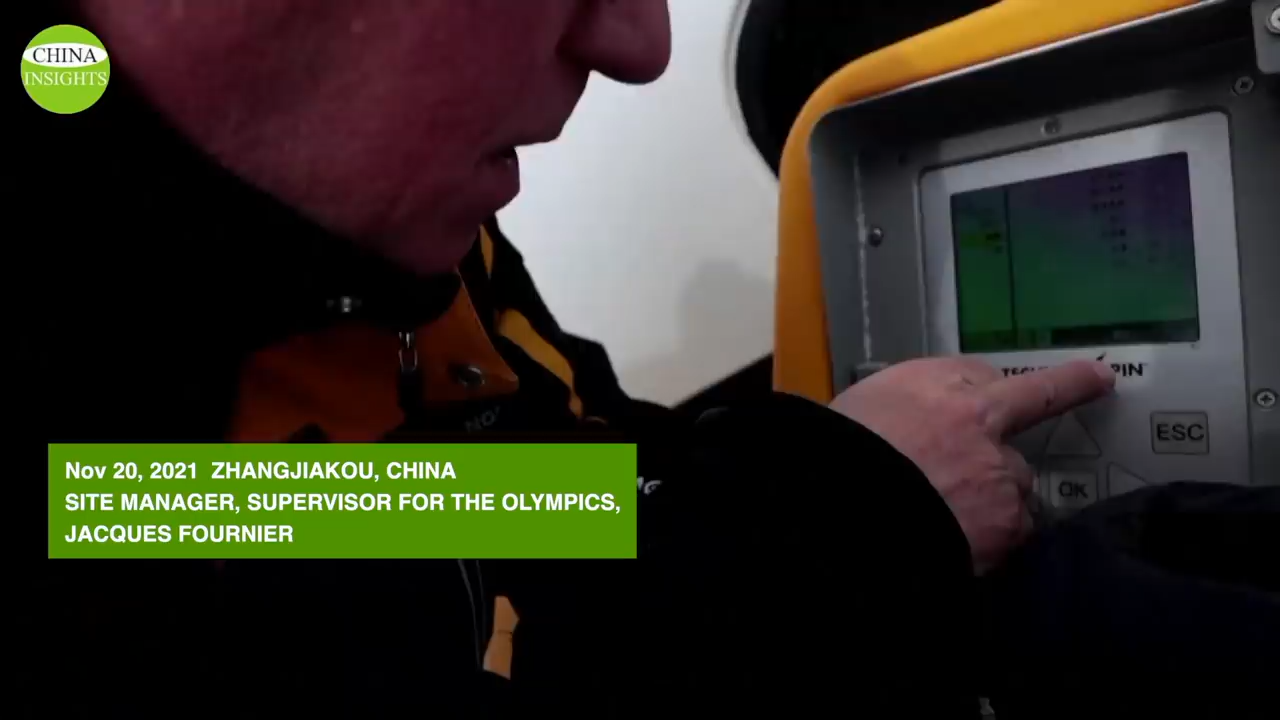 CHINA
INSIGHTS
ESC
OK
Nov 20, 2021 ZHANGJIAKOU, CHINA
SITE MANAGER, SUPERVISOR FOR THE OLYMPICS,
JACQUES FOURNIER